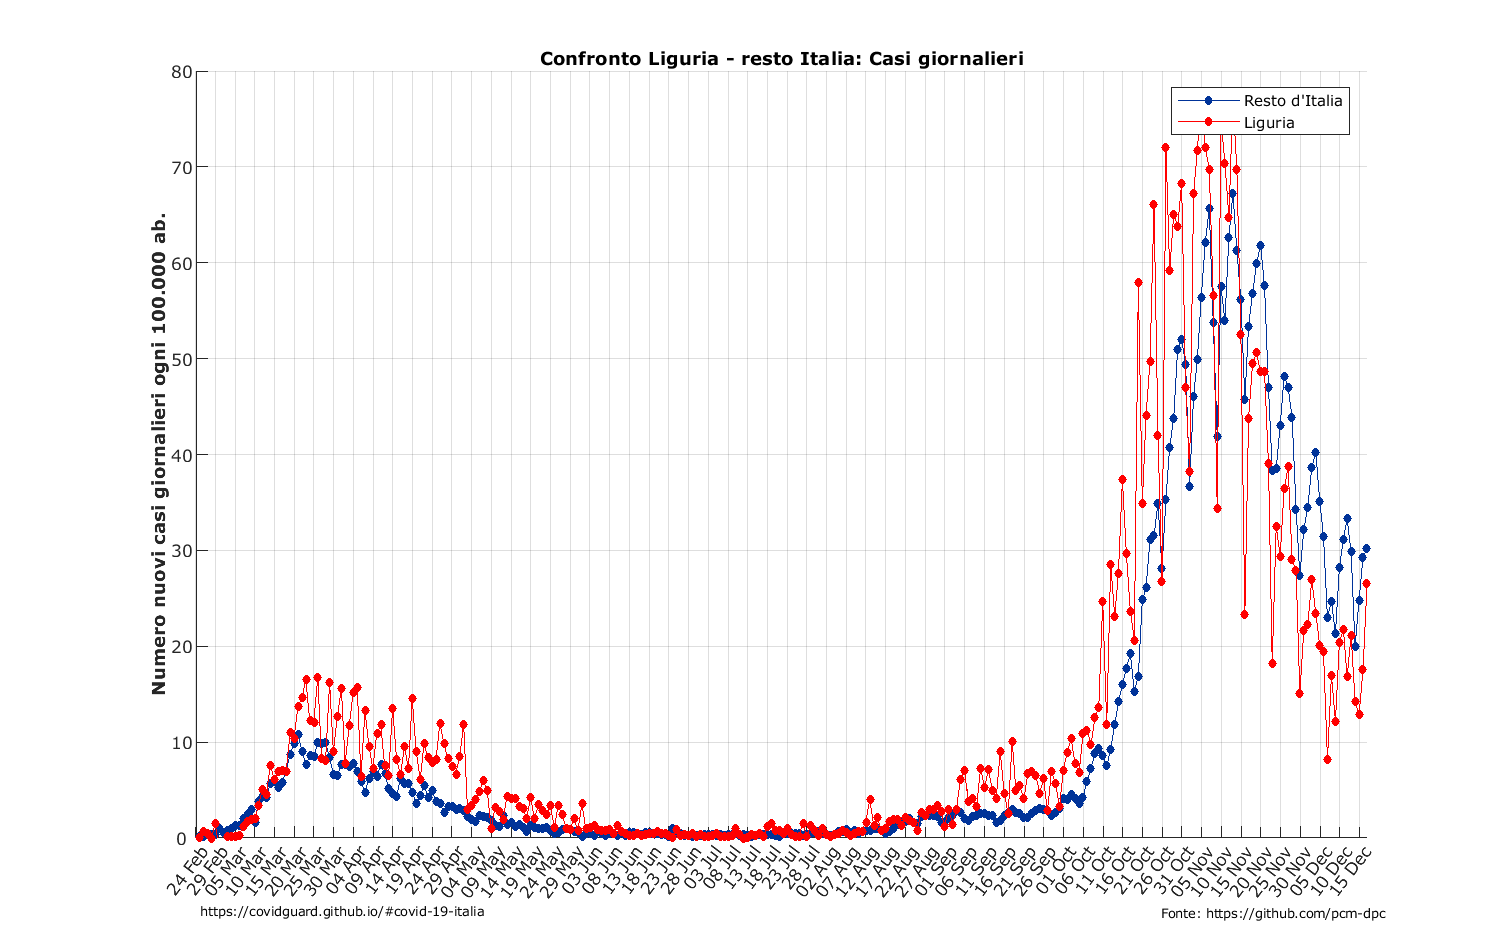 Confronto Liguria - resto Italia: Casi giornalieri
Numero nuovi casi giornalieri ogni 100.000 ab.
80
70
60
50
40
30
20
10
0
Resto d'Italia
Liguria
24 Feb
29 Feb
05 Mar
10 Mar
15 Mar
20 Mar
25 Mar
30 Mar
04 Apr
09 Apr
14 Apr
19 Apr
24 Apr
29 Apr
04 May
09 May
14 May
19 May
24 May
29 May
03 Jun
08 Jun
13 Jun
18 Jun
23 Jun
28 Jun
03 Jul
08 Jul
13 Jul
18 Jul
23 Jul
28 Jul
02 Aug
07 Aug
12 Aug
17 Aug
22 Aug
27 Aug
01 Sep
06 Sep
11 Sep
16 Sep
21 Sep
26 Sep
01 Oct
06 Oct
11 Oct
16 Oct
21 Oct
26 Oct
31 Oct
05 Nov
10 Nov
15 Nov
20 Nov
25 Nov
30 Nov
05 Dec
10 Dec
15 Dec
https://covidguard.github.io/#covid-19-italia
Fonte: https://github.com/pcm-dpc